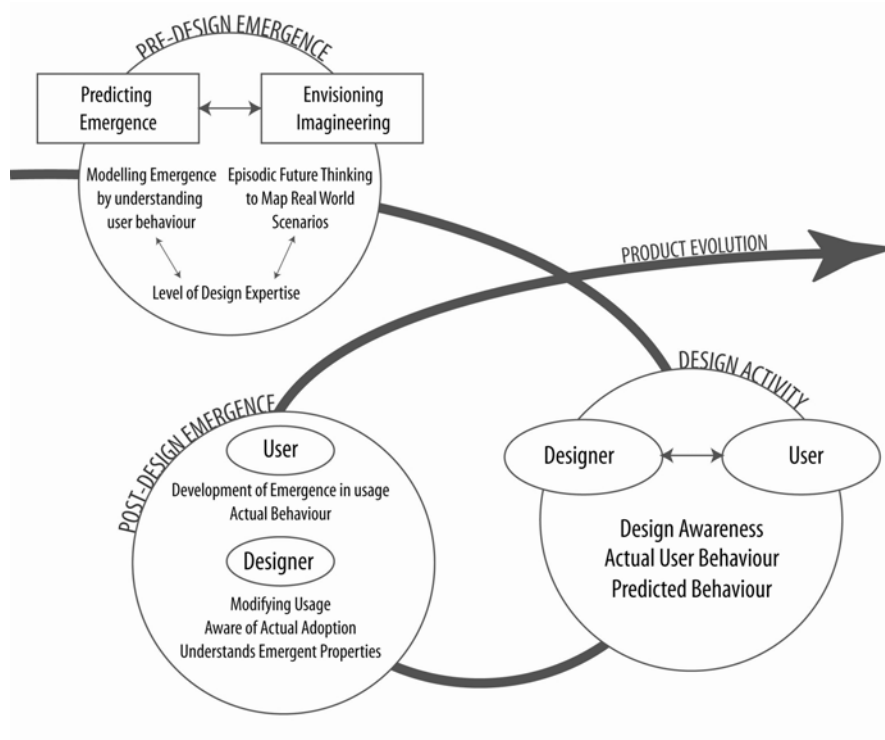 PRE-DESIGN EMERGENCE
Predicting
Emergence
Envisioning
Imagineering
Modelling Emergence
by understanding
user behaviour
Episodic Future Thinking
to Map Real World
Scenarios
Level of Design Expertise
PRODUCT EVOLUTION
DESIGN ACTIVITY
Designer
User
Design Awareness
Actual User Behaviour
Predicted Behaviour
POST-DESIGN EMERGENCE
User
Development of Emergence in usage
Actual Behaviour
Designer
Modifying Usage
Aware of Actual Adoption
Understands Emergent Properties